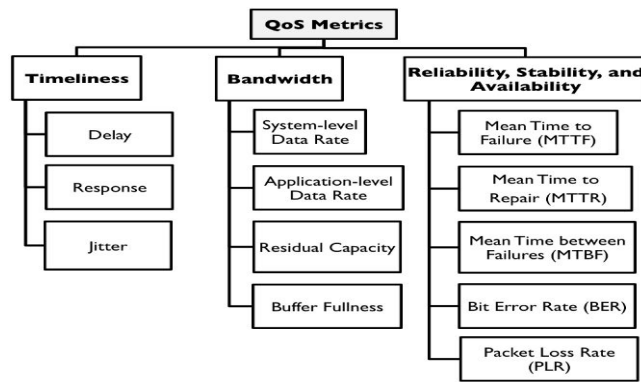 QoS Metrics
Timeliness
Delay
Response
Jitter
Bandwidth
System-level
Data Rate
Application-level
Data Rate
Residual Capacity
Buffer Fullness
Reliability, Stability, and
Availability
Mean Time to
Failure (MTTF)
Mean Time to
Repair (MTTR)
Mean Time between
Failures (MTBF)
Bit Error Rate (BER)
Packet Loss Rate
(PLR)